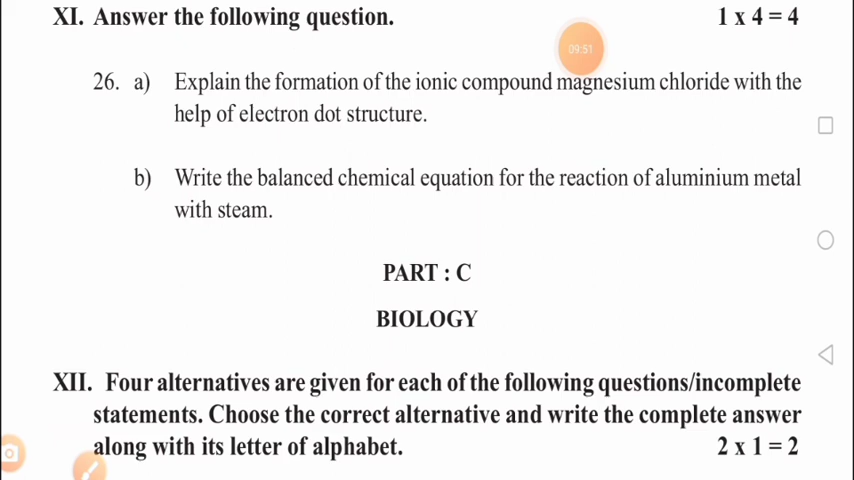 XI. Answer the following question. 1 x 4 = 4
09:51
26. a) Explain the formation of the ionic compound magnesium chloride with the
help of electron dot structure.
b) Write the balanced chemical equation for the reaction of aluminium metal
with steam.
PART : C
BIOLOGY
XII. Four alternatives are given for each of the following questions/incomplete
statements. Choose the correct alternative and write the complete answer
along with its letter of alphabet. 2 x 1 = 2